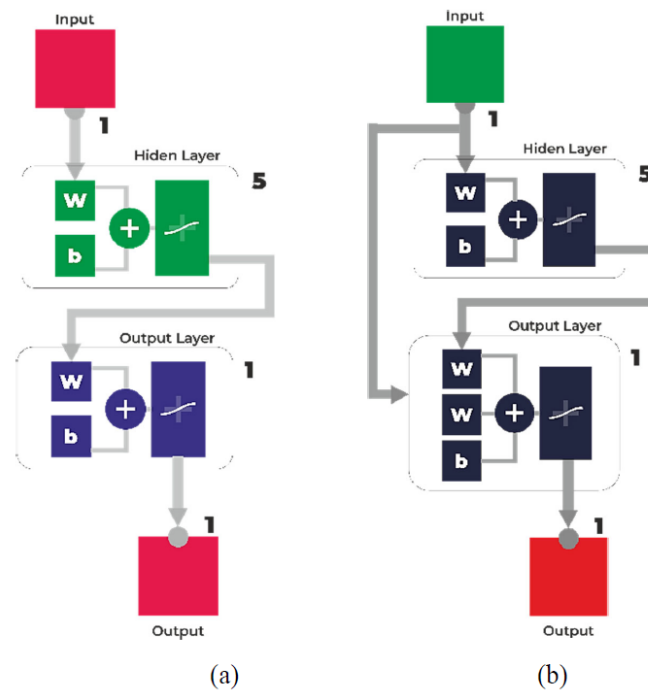 Input
1
Hiden Layer
5
W
+
b
Output Layer
1
W
+
b
1
Output
(a)
Input
1
Hiden Layer
5
W
+
b
Output Layer
1
W
W
+
b
1
Output
(b)